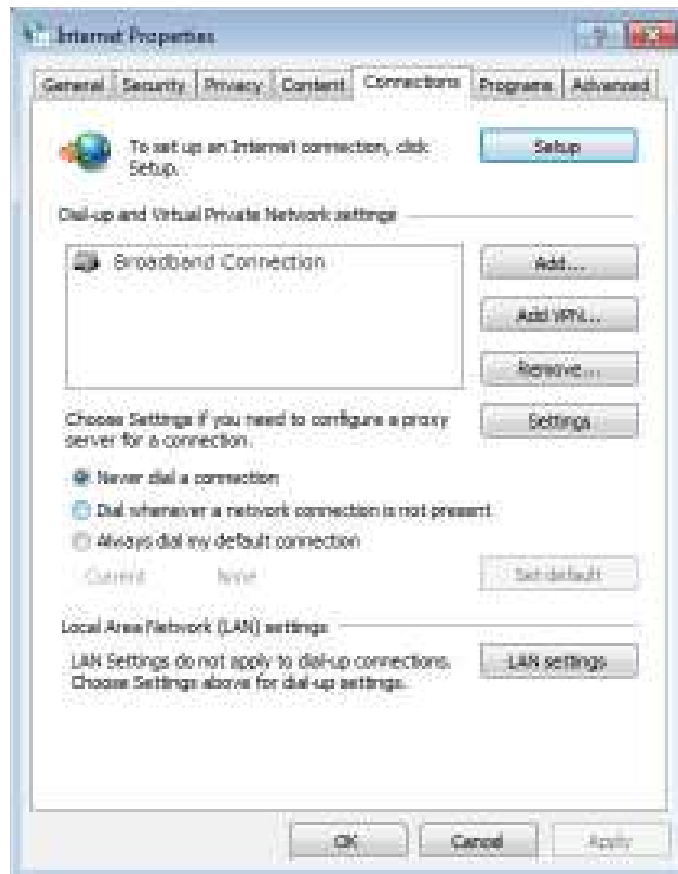 Internet Properties
General Security Privacy Content Connections Programs Advanced
To set up an Internet connection, click
Setup.
Setup
Dial-up and Virtual Private Network settings
Broadband Connection
Add...
Add VPN...
Remove...
Choose Settings if you need to configure a proxy
server for a connection.
Settings
Never dial a connection
Dial whenever a network connection is not present
Always dial my default connection
Current None
Set default
Local Area Network (LAN) settings
LAN Settings do not apply to dial-up connections.
Choose Settings above for dial-up settings.
LAN settings
OK Cancel Apply